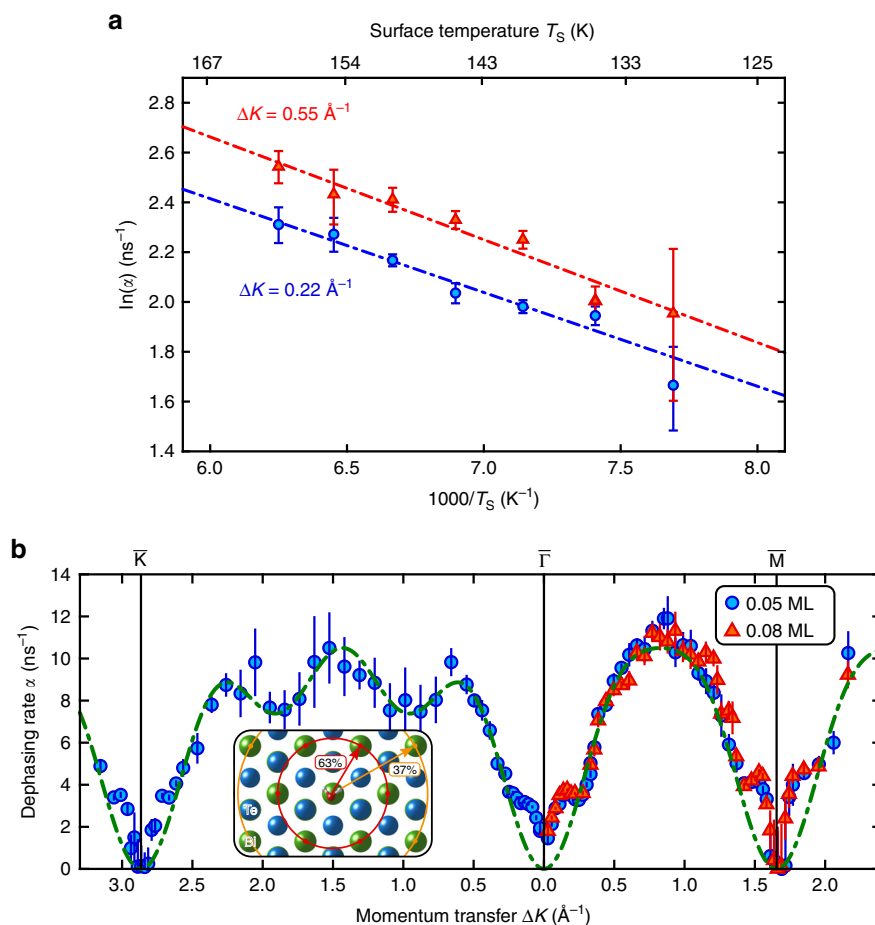 a
Surface temperature T_S (K)
167 154 143 133 125
2.8
2.6
2.4
2.2
2.0
1.8
1.6
1.4
ln(α) (ns⁻¹)
ΔK = 0.55 Å⁻¹
ΔK = 0.22 Å⁻¹
6.0 6.5 7.0 7.5 8.0
1000/T_S (K⁻¹)
b
K̅ Γ̅ M̅
14
12
10
8
6
4
2
0
Dephasing rate α (ns⁻¹)
0.05 ML
0.08 ML
63%
37%
Te
Bi
3.0 2.5 2.0 1.5 1.0 0.5 0.0 0.5 1.0 1.5 2.0
Momentum transfer ΔK (Å⁻¹)